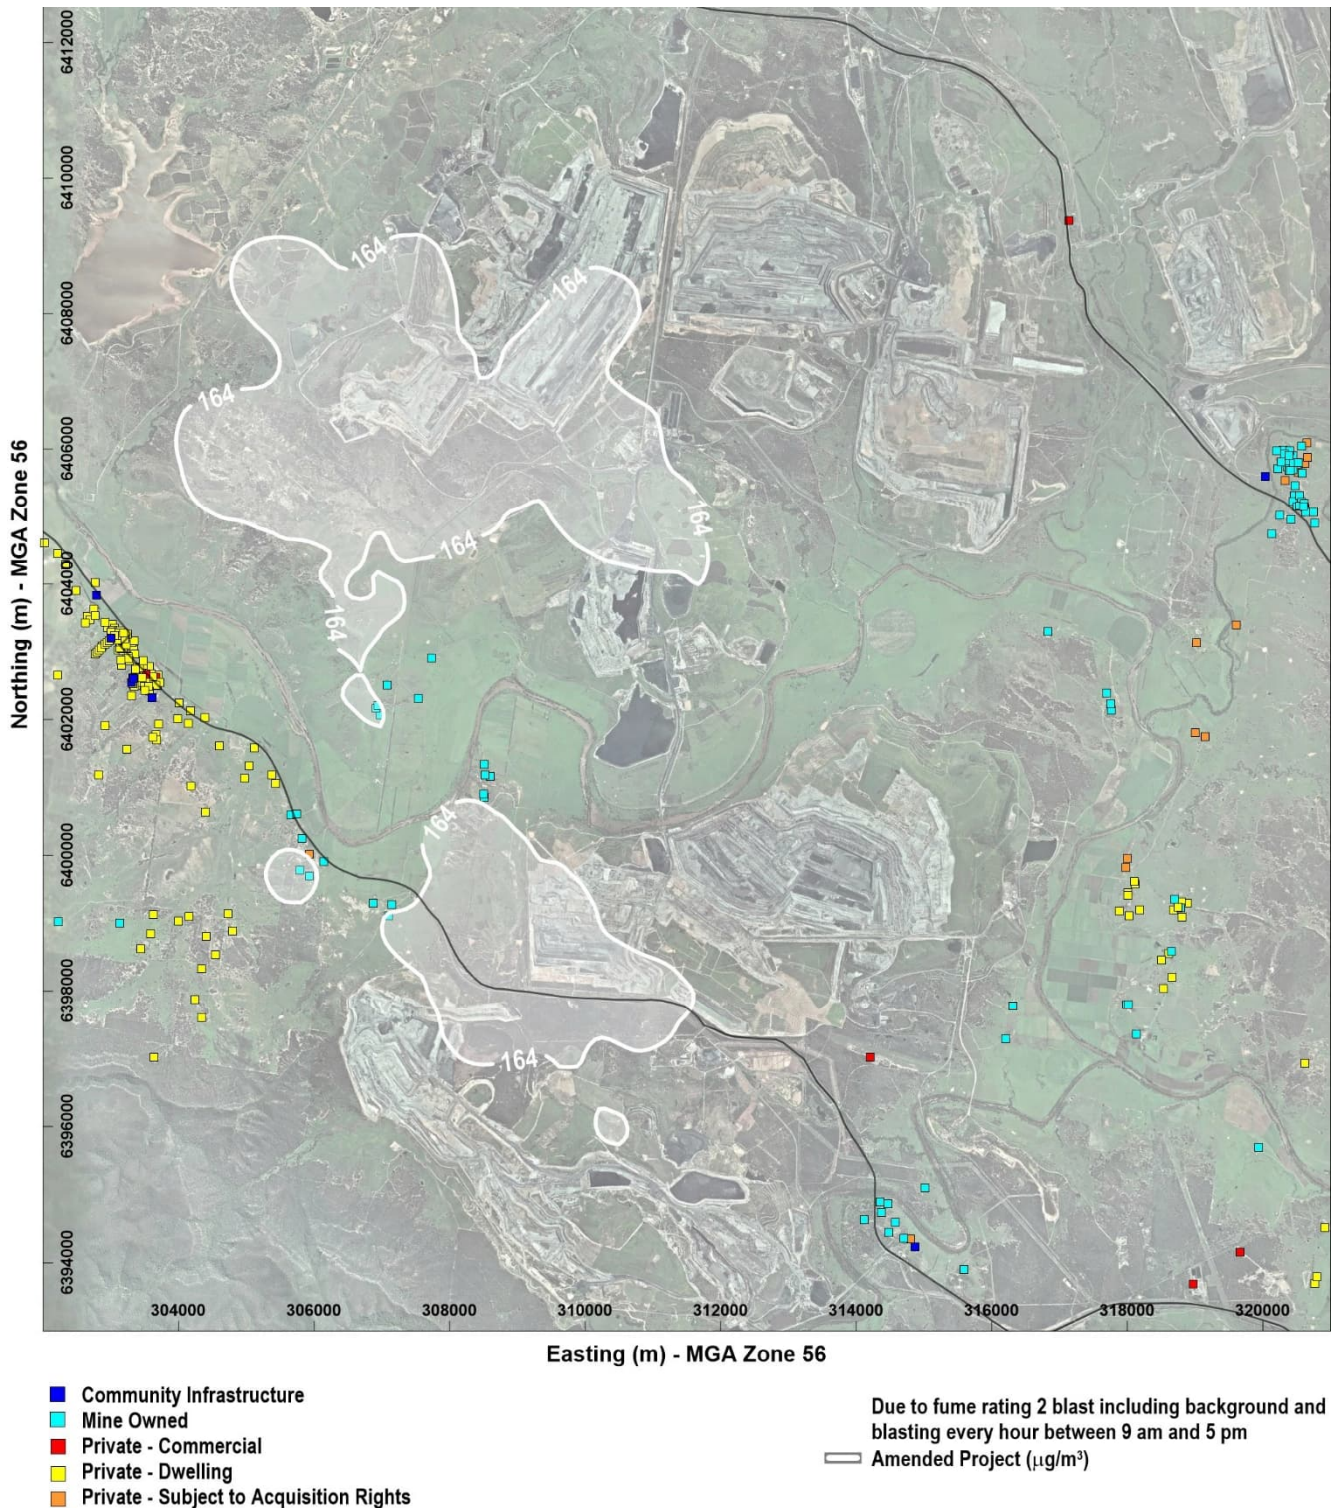 6412000
6410000
6408000
6406000
6404000
6402000
6400000
6398000
6396000
6394000
Northing (m) - MGA Zone 56
164
164
164
164
164
164
164
164
304000 306000 308000 310000 312000 314000 316000 318000 320000
Easting (m) - MGA Zone 56
Community Infrastructure
Mine Owned
Private - Commercial
Private - Dwelling
Private - Subject to Acquisition Rights
Due to fume rating 2 blast including background and
blasting every hour between 9 am and 5 pm
Amended Project (µg/m³)